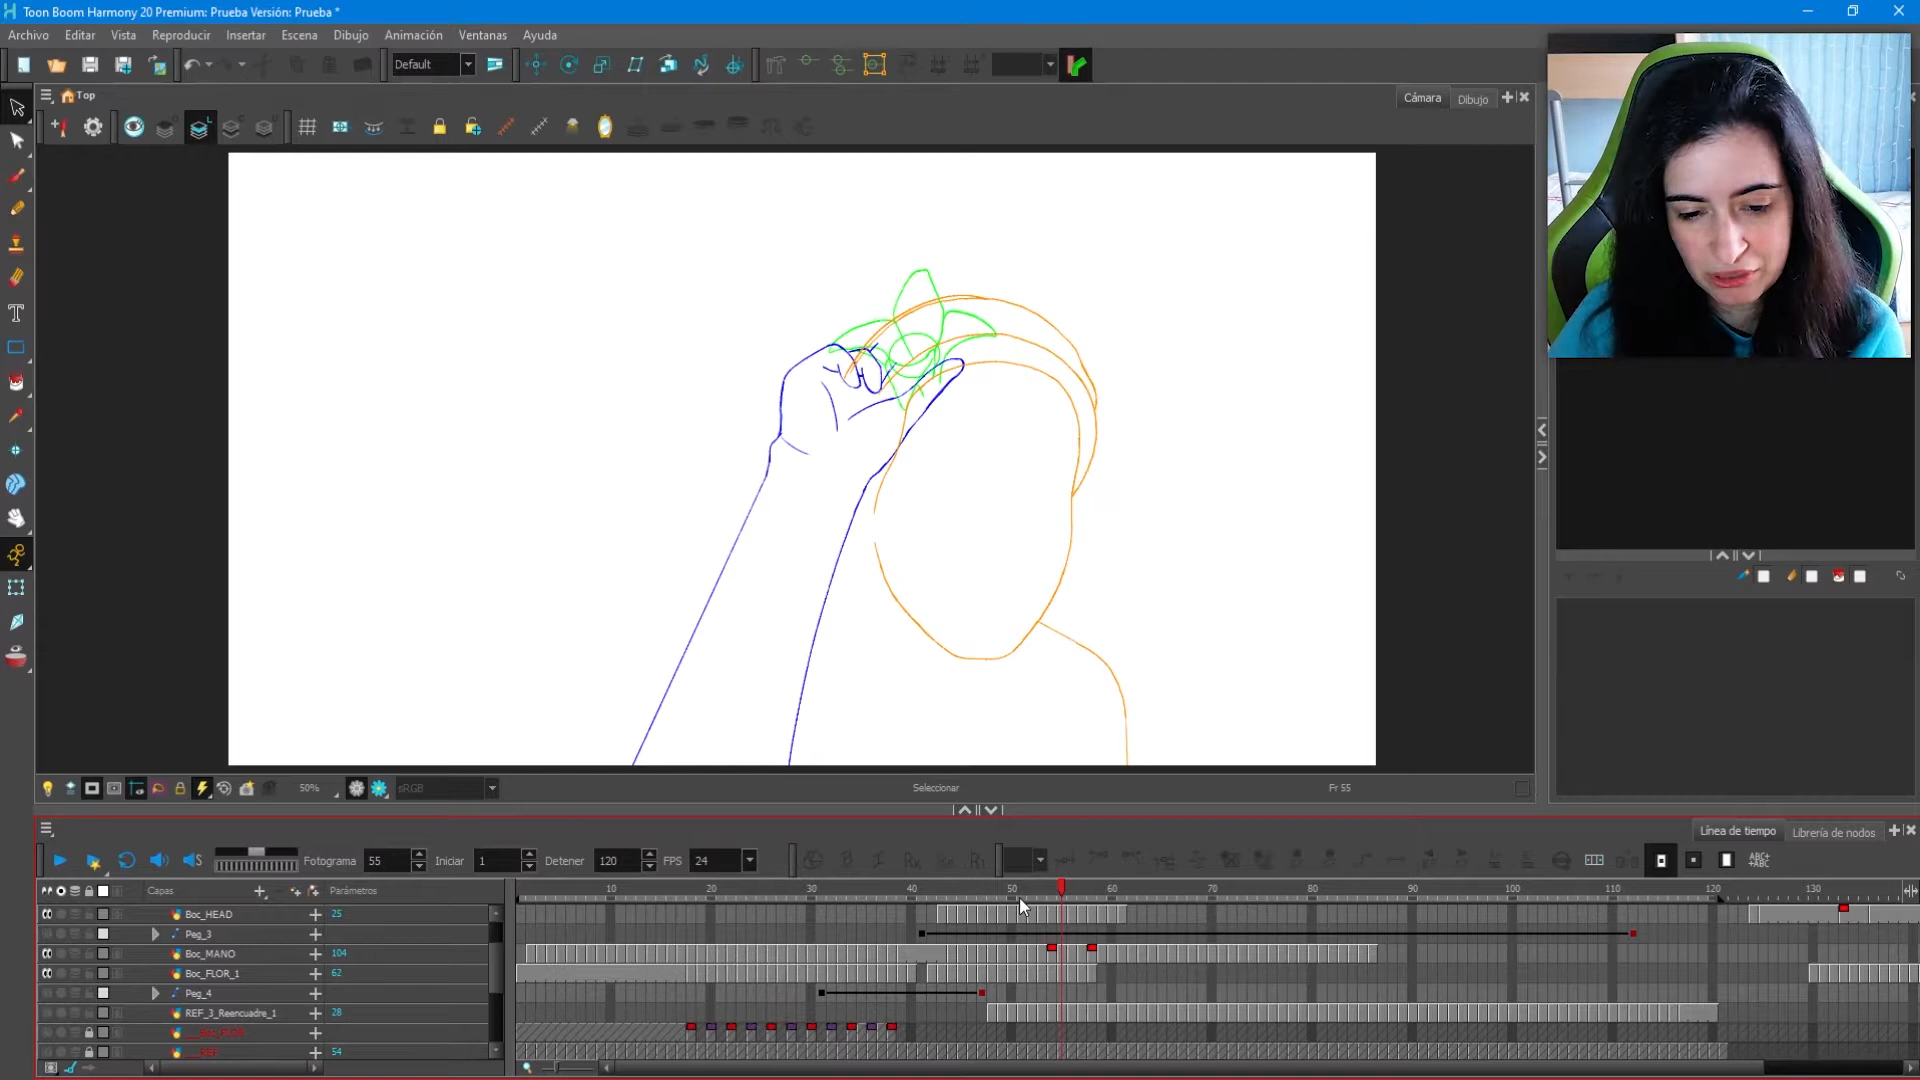 Toon Boom Harmony 20 Premium: Prueba Versión: Prueba *
Archivo Editar Vista Reproducir Insertar Escena Dibujo Animación Ventanas Ayuda
Default
Top
Cámara Dibujo
50% sRGB Seleccionar Fr 55
Línea de tiempo Librería de nodos
Fotograma 55 Iniciar 1 Detener 120 FPS 24
Capas Parámetros 10 20 30 40 50 60 70 80 90 100 110 120 130
Boc_HEAD 25
Peg_3
Boc_MANO 104
Boc_FLOR_1 62
Peg_4
REF_3_Reencuadre_1 28
54